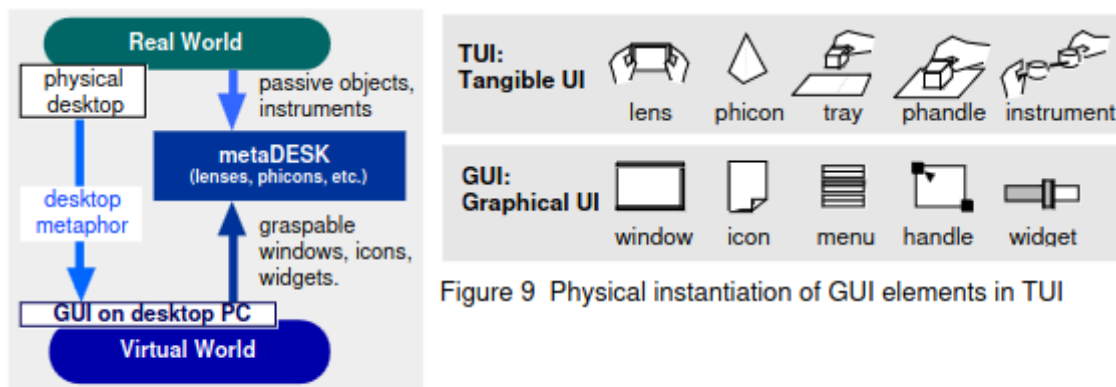 Real World
physical
desktop
passive objects,
instruments
metaDESK
(lenses, phicons, etc.)
desktop
metaphor
graspable
windows, icons,
widgets.
GUI on desktop PC
Virtual World
TUI:
Tangible UI
lens phicon tray phandle instrument
GUI:
Graphical UI
window icon menu handle widget
Figure 9 Physical instantiation of GUI elements in TUI